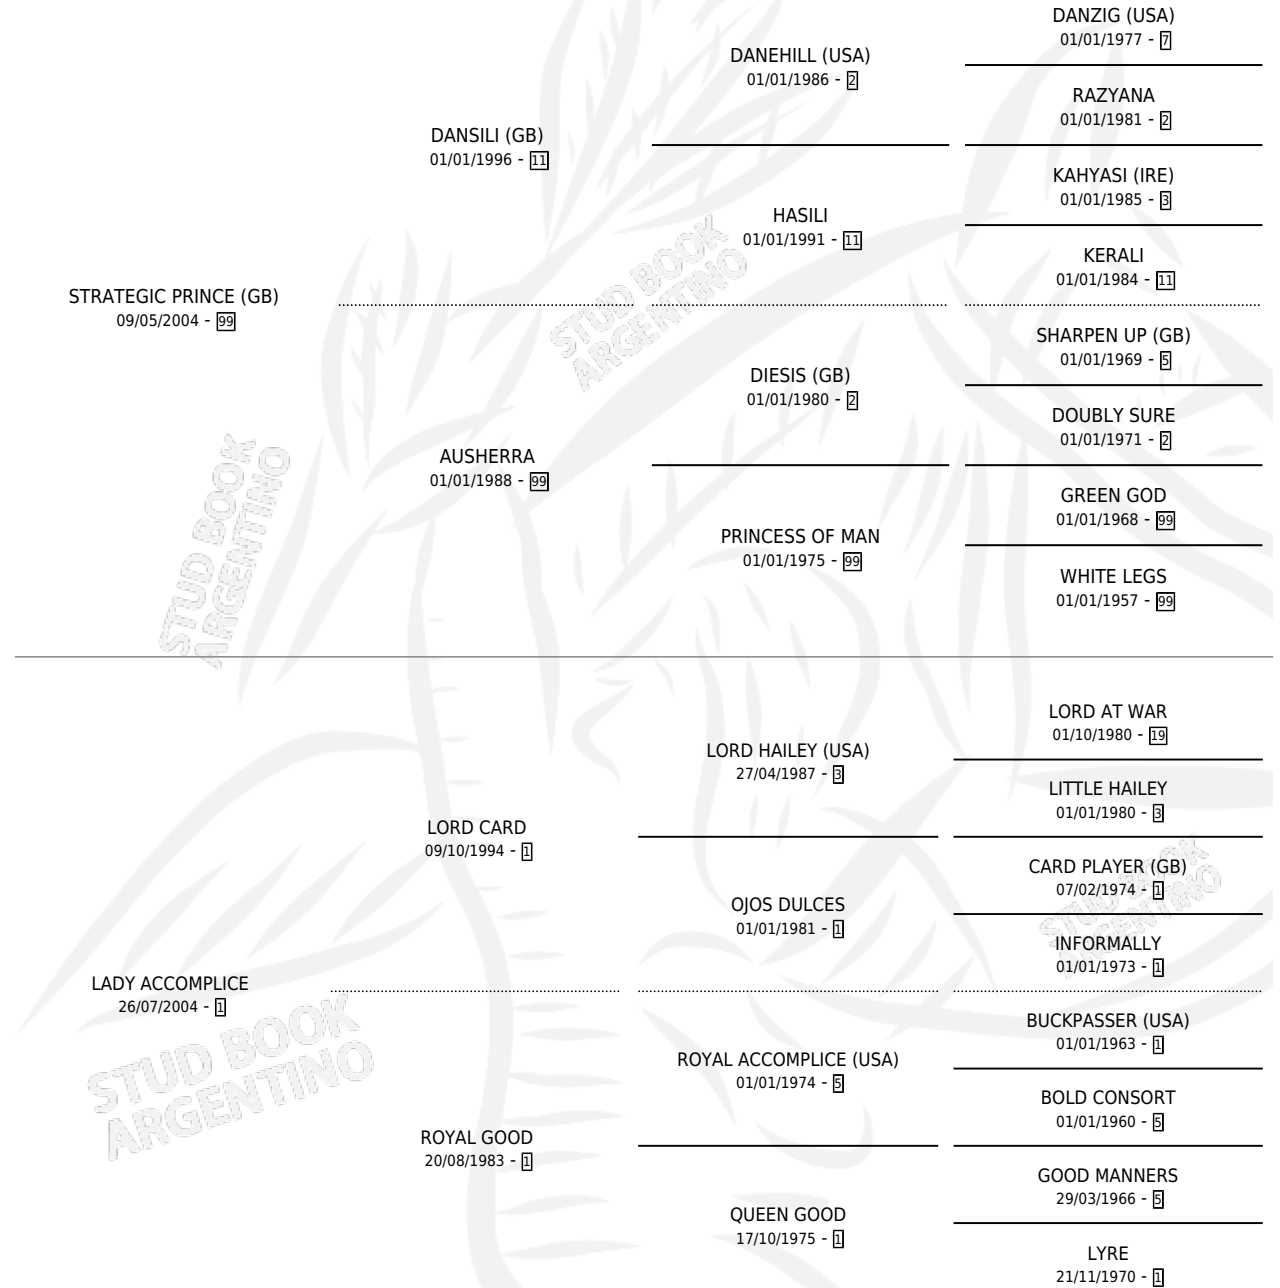 DANZIG (USA)
01/01/1977 - 7
DANEHILL (USA)
01/01/1986 - 2
RAZYANA
01/01/1981 - 2
DANSILI (GB)
01/01/1996 - 11
KAHYASI (IRE)
01/01/1985 - 3
HASILI
01/01/1991 - 11
KERALI
01/01/1984 - 11
STRATEGIC PRINCE (GB)
09/05/2004 - 99
SHARPEN UP (GB)
01/01/1969 - 5
DIESIS (GB)
01/01/1980 - 2
DOUBLY SURE
01/01/1971 - 2
AUSHERRA
01/01/1988 - 99
GREEN GOD
01/01/1968 - 99
PRINCESS OF MAN
01/01/1975 - 99
WHITE LEGS
01/01/1957 - 99
LORD AT WAR
01/10/1980 - 19
LORD HAILEY (USA)
27/04/1987 - 3
LITTLE HAILEY
01/01/1980 - 3
LORD CARD
09/10/1994 - 1
CARD PLAYER (GB)
07/02/1974 - 1
OJOS DULCES
01/01/1981 - 1
INFORMALLY
01/01/1973 - 1
LADY ACCOMPLICE
26/07/2004 - 1
BUCKPASSER (USA)
01/01/1963 - 1
ROYAL ACCOMPLICE (USA)
01/01/1974 - 5
BOLD CONSORT
01/01/1960 - 5
ROYAL GOOD
20/08/1983 - 1
GOOD MANNERS
29/03/1966 - 5
QUEEN GOOD
17/10/1975 - 1
LYRE
21/11/1970 - 1
STUD BOOK
ARGENTINO
STUD BOOK
ARGENTINO
STUD BOOK
ARGENTINO
STUD BOOK
ARGENTINO